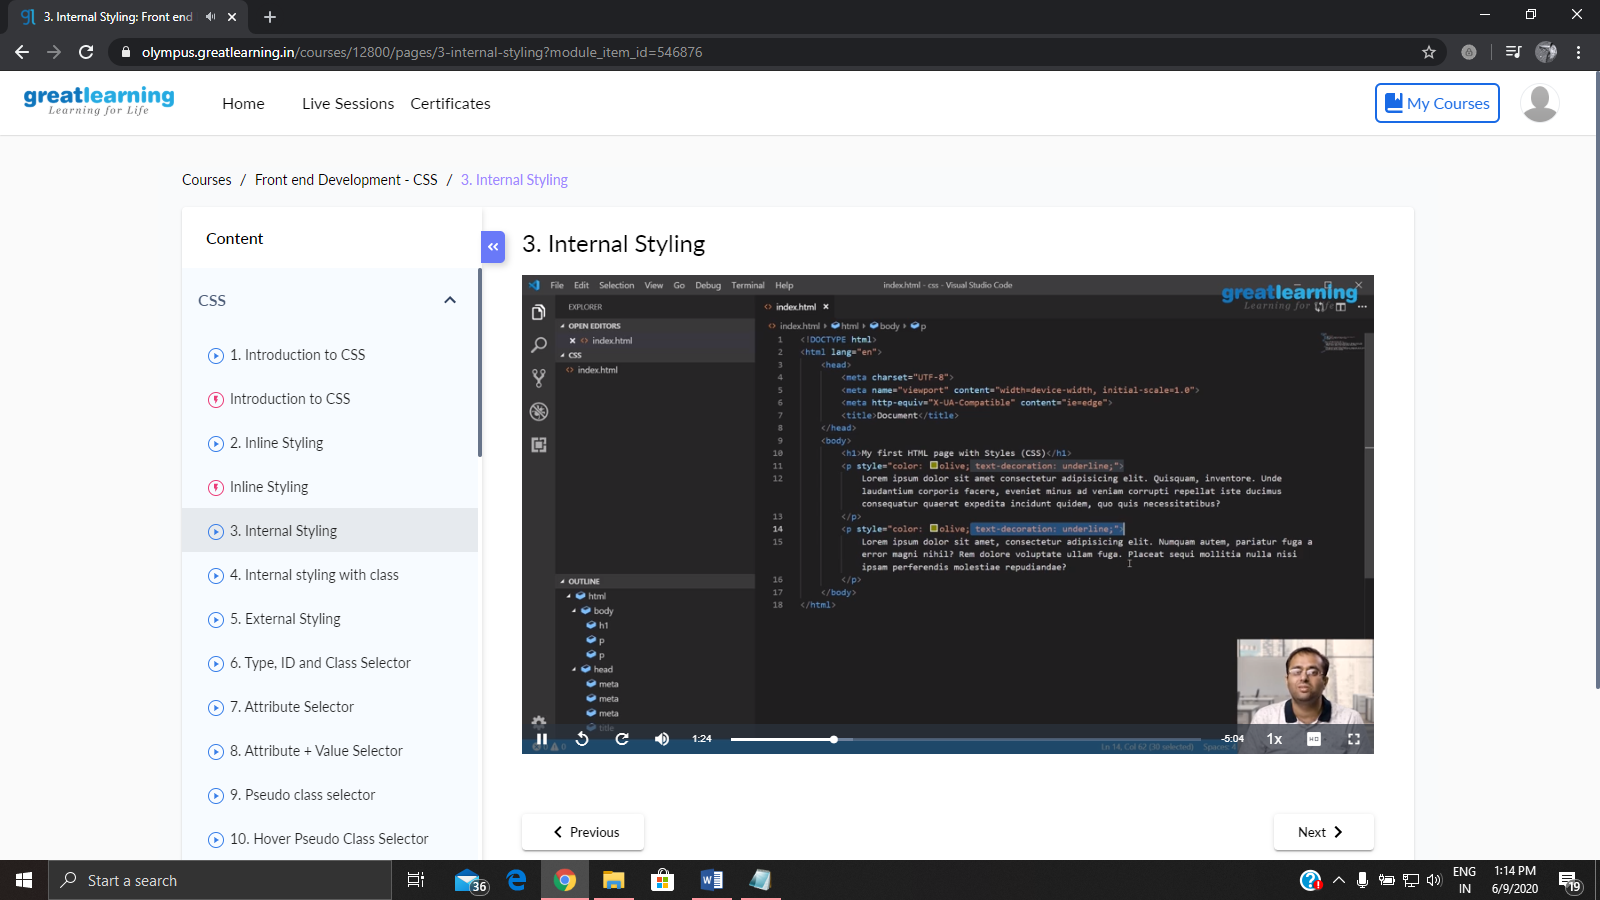 3. Internal Styling: Front end
olympus.greatlearning.in/courses/12800/pages/3-internal-styling?module_item_id=546876
greatlearning
Learning for Life
Home
Live Sessions
Certificates
My Courses
Courses / Front end Development - CSS / 3. Internal Styling
Content
CSS
1. Introduction to CSS
Introduction to CSS
2. Inline Styling
Inline Styling
3. Internal Styling
4. Internal styling with class
5. External Styling
6. Type, ID and Class Selector
7. Attribute Selector
8. Attribute + Value Selector
9. Pseudo class selector
10. Hover Pseudo Class Selector
3. Internal Styling
File Edit Selection View Go Debug Terminal Help
index.html - css - Visual Studio Code
greatlearning
Learning for Life
EXPLORER
OPEN EDITORS
index.html
CSS
index.html
OUTLINE
html
body
h1
p
p
head
meta
meta
meta
title
index.html
index.html html body p
1 <!DOCTYPE html>
2 <html lang="en">
3 <head>
4 <meta charset="UTF-8">
5 <meta name="viewport" content="width=device-width, initial-scale=1.0">
6 <meta http-equiv="X-UA-Compatible" content="ie=edge">
7 <title>Document</title>
8 </head>
9 <body>
10 <h1>My first HTML page with Styles (CSS)</h1>
11 <p style="color: olive; text-decoration: underline;">
12 Lorem ipsum dolor sit amet consectetur adipisicing elit. Quisquam, inventore. Unde
laudantium corporis facere, eveniet minus ad veniam corrupti repellat iste ducimus
consequatur quaerat expedita incidunt quidem, quo quis necessitatibus?
13 </p>
14 <p style="color: olive; text-decoration: underline;">
15 Lorem ipsum dolor sit amet, consectetur adipisicing elit. Numquam autem, pariatur fuga a
error magni nihil? Rem dolore voluptate ullam fuga. Placeat sequi mollitia nulla nisi
ipsam perferendis molestiae repudiandae?
16 </p>
17 </body>
18 </html>
Ln 14, Col 62 (30 selected) Spaces:
1:24
-5:04
1x
HD
Previous
Next
Start a search
36
ENG
IN
1:14 PM
6/9/2020
19